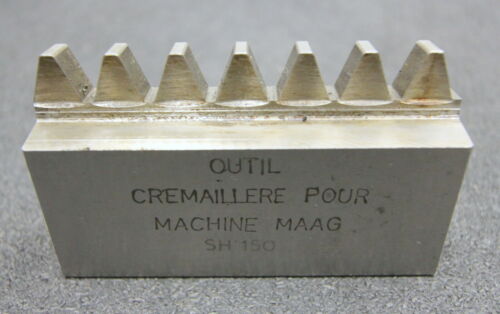 OUTIL
CREMAILLERE POUR
MACHINE MAAG
SH 150